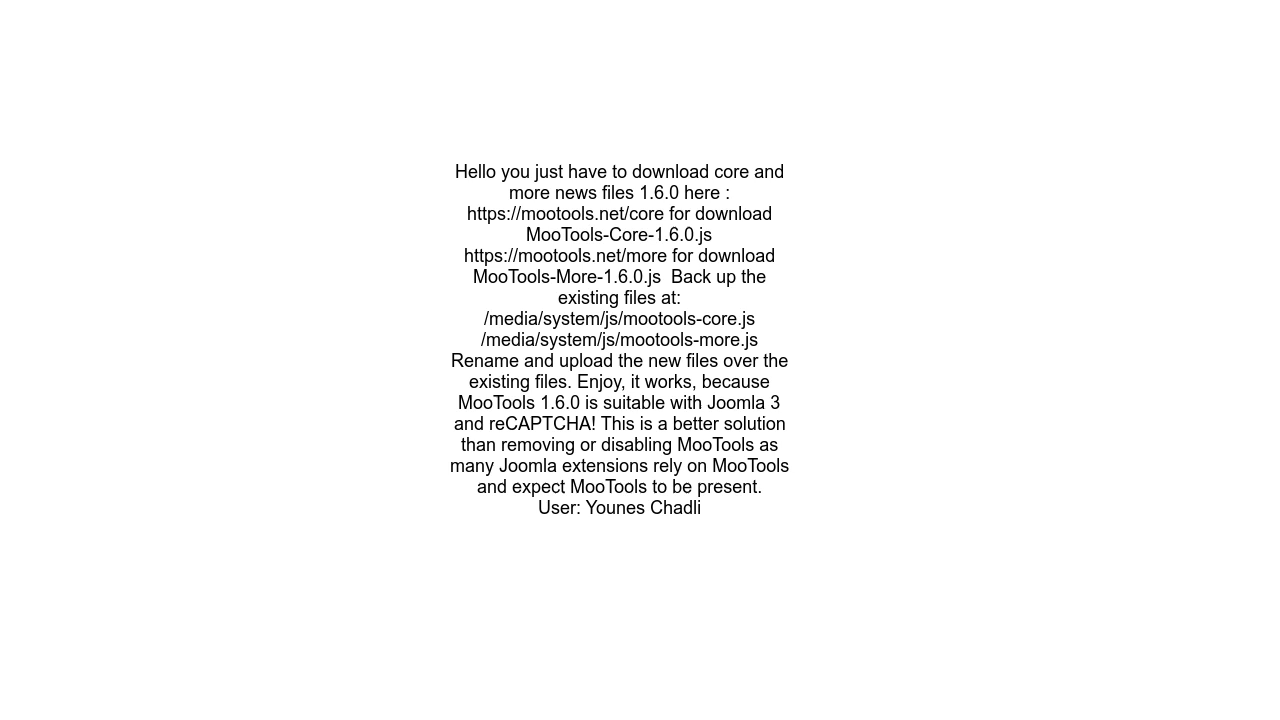 Hello you just have to download core and
more news files 1.6.0 here :
https://mootools.net/core for download
MooTools-Core-1.6.0.js
https://mootools.net/more for download
MooTools-More-1.6.0.js  Back up the
existing files at:
/media/system/js/mootools-core.js
/media/system/js/mootools-more.js
Rename and upload the new files over the
existing files. Enjoy, it works, because
MooTools 1.6.0 is suitable with Joomla 3
and reCAPTCHA! This is a better solution
than removing or disabling MooTools as
many Joomla extensions rely on MooTools
and expect MooTools to be present.
User: Younes Chadli